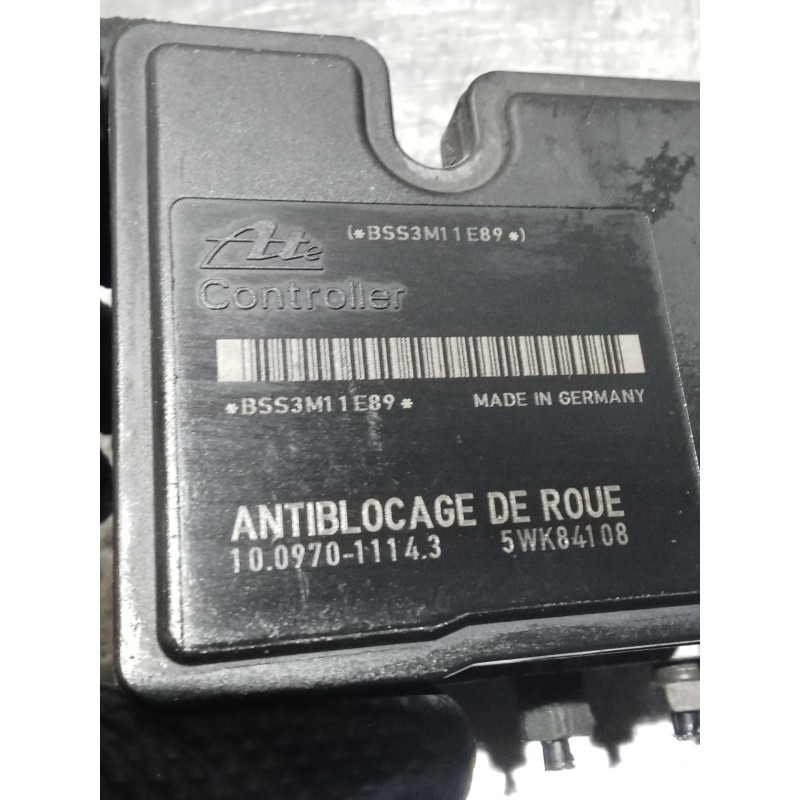 (*BSS3M11E89*)
Ate
Controller
*BSS3M11E89*
MADE IN GERMANY
ANTIBLOCAGE DE ROUE
10.0970-1114.3 5WK84108